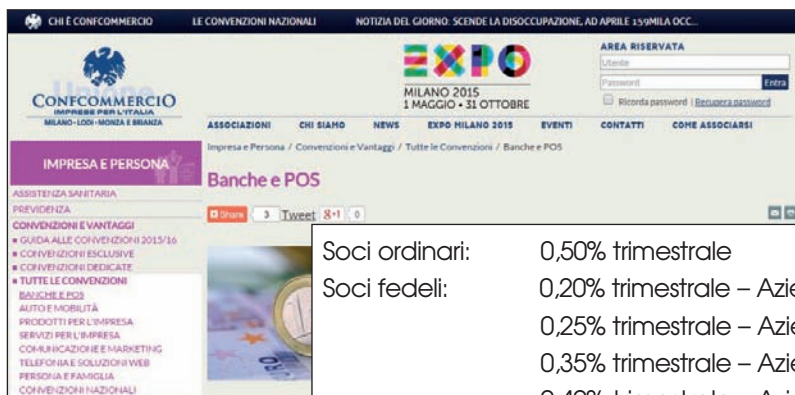 CHI È CONFCOMMERCIO LE CONVENZIONI NAZIONALI NOTIZIA DEL GIORNO: SCENDE LA DISOCCUPAZIONE, AD APRILE 159MILA OCC...
Unione
CONFCOMMERCIO
IMPRESE PER L'ITALIA
MILANO • LODI • MONZA E BRIANZA
EXPO
MILANO 2015
1 MAGGIO • 31 OTTOBRE
AREA RISERVATA
Utente
Password Entra
Ricorda password | Recupera password
ASSOCIAZIONI CHI SIAMO NEWS EXPO MILANO 2015 EVENTI CONTATTI COME ASSOCIARSI
IMPRESA E PERSONA
ASSISTENZA SANITARIA
PREVIDENZA
CONVENZIONI E VANTAGGI
GUIDA ALLE CONVENZIONI 2015/16
CONVENZIONI ESCLUSIVE
CONVENZIONI DEDICATE
TUTTE LE CONVENZIONI
BANCHE E POS
AUTO E MOBILITÀ
PRODOTTI PER L'IMPRESA
SERVIZI PER L'IMPRESA
COMUNICAZIONE E MARKETING
TELEFONIA E SOLUZIONI WEB
PERSONA E FAMIGLIA
CONVENZIONI NAZIONALI
Impresa e Persona / Convenzioni e Vantaggi / Tutte le Convenzioni / Banche e POS
Banche e POS
Share 3 Tweet 8+1 0
Soci ordinari: 0,50% trimestrale
Soci fedeli: 0,20% trimestrale – Azie
0,25% trimestrale – Azie
0,35% trimestrale – Azie